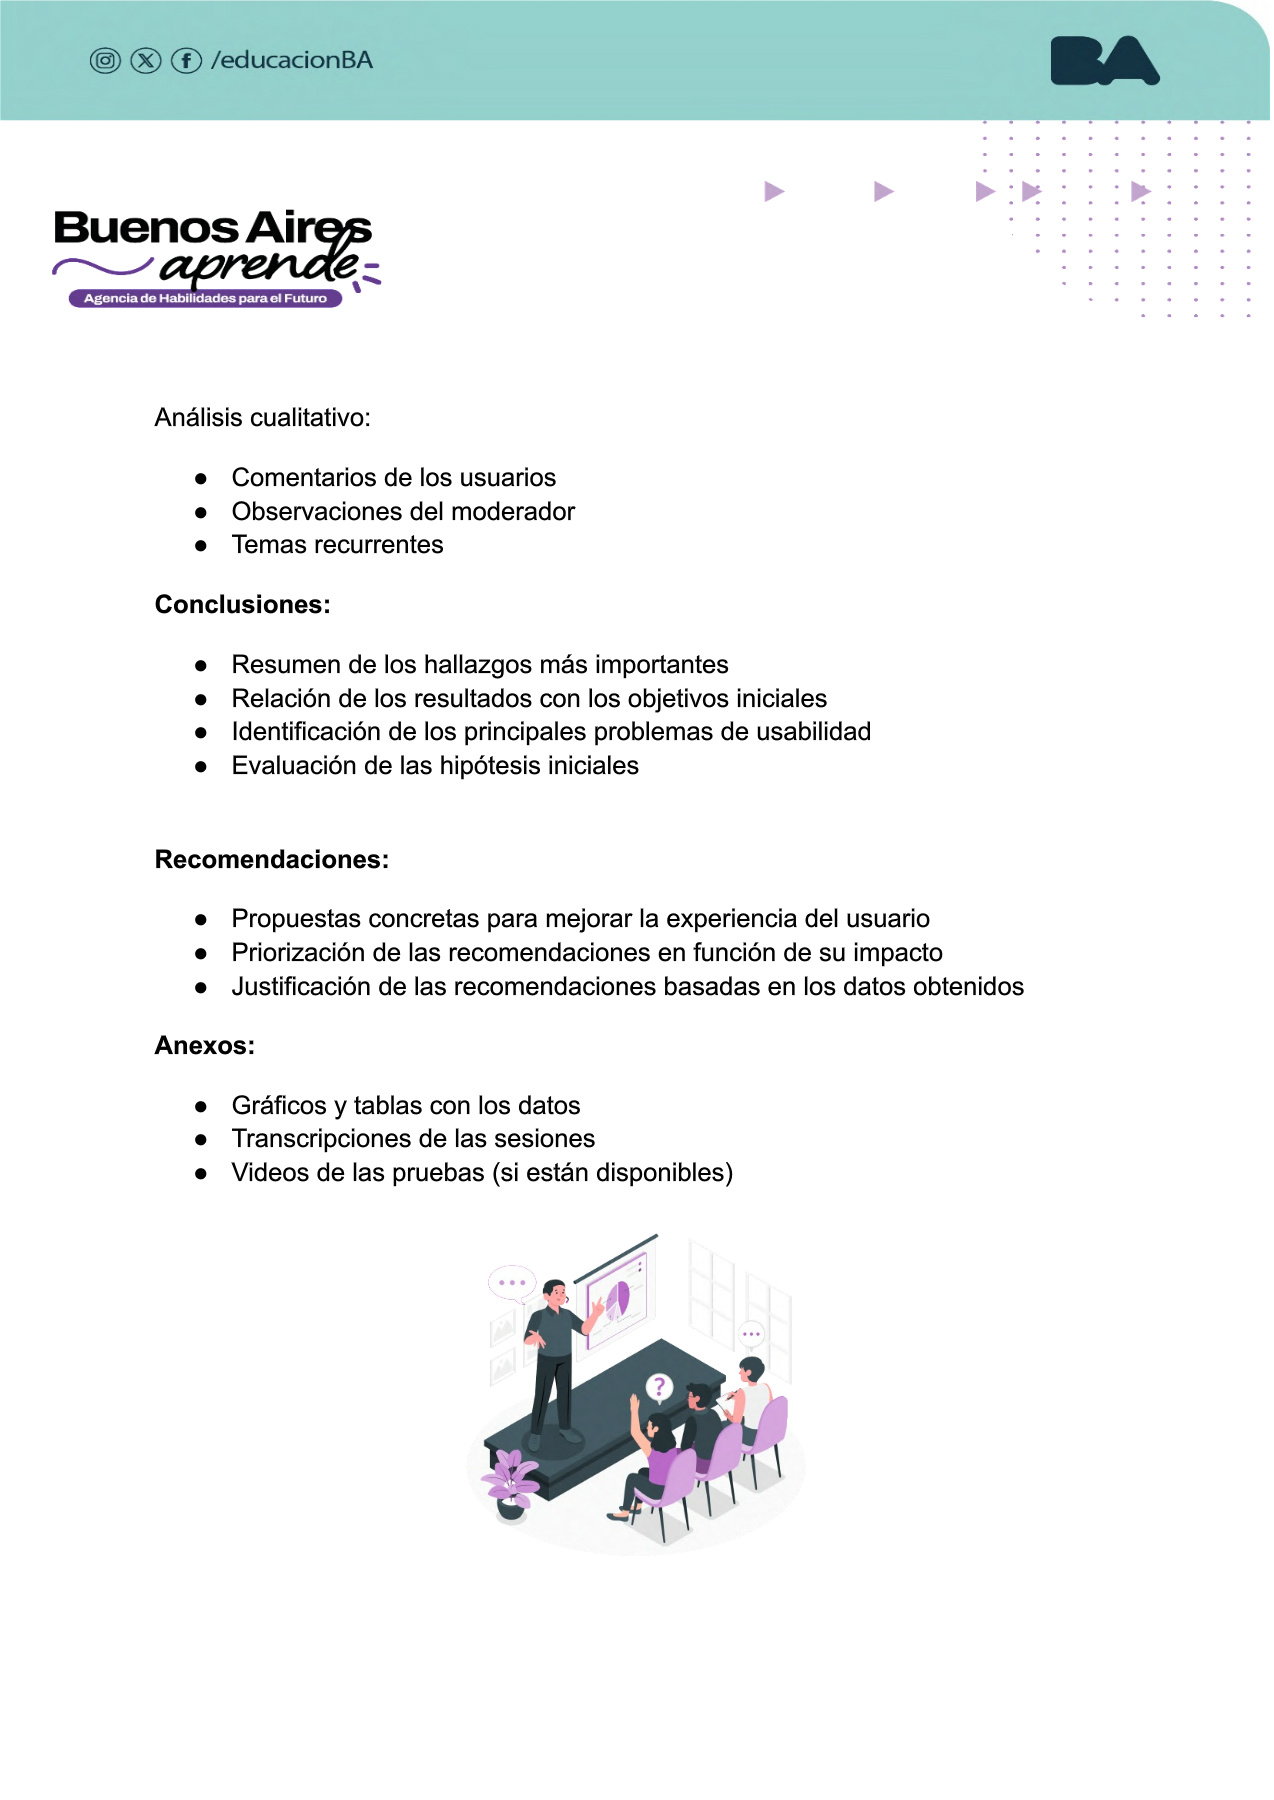 /educacionBA
BA
Buenos Aires
aprende
Agencia de Habilidades para el Futuro
Análisis cualitativo:
● Comentarios de los usuarios
● Observaciones del moderador
● Temas recurrentes
Conclusiones:
● Resumen de los hallazgos más importantes
● Relación de los resultados con los objetivos iniciales
● Identificación de los principales problemas de usabilidad
● Evaluación de las hipótesis iniciales
Recomendaciones:
● Propuestas concretas para mejorar la experiencia del usuario
● Priorización de las recomendaciones en función de su impacto
● Justificación de las recomendaciones basadas en los datos obtenidos
Anexos:
● Gráficos y tablas con los datos
● Transcripciones de las sesiones
● Videos de las pruebas (si están disponibles)
?